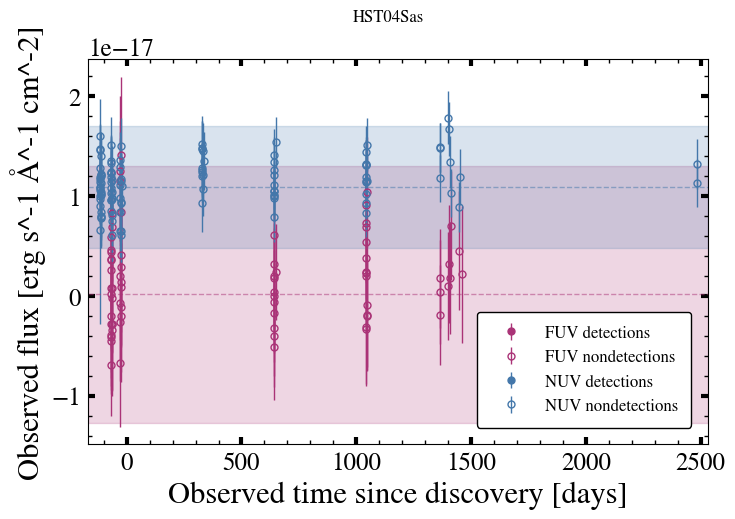 HST04Sas
1e−17
Observed flux [erg s^-1 Å^-1 cm^-2]
2
1
0
−1
FUV detections
FUV nondetections
NUV detections
NUV nondetections
0 500 1000 1500 2000 2500
Observed time since discovery [days]